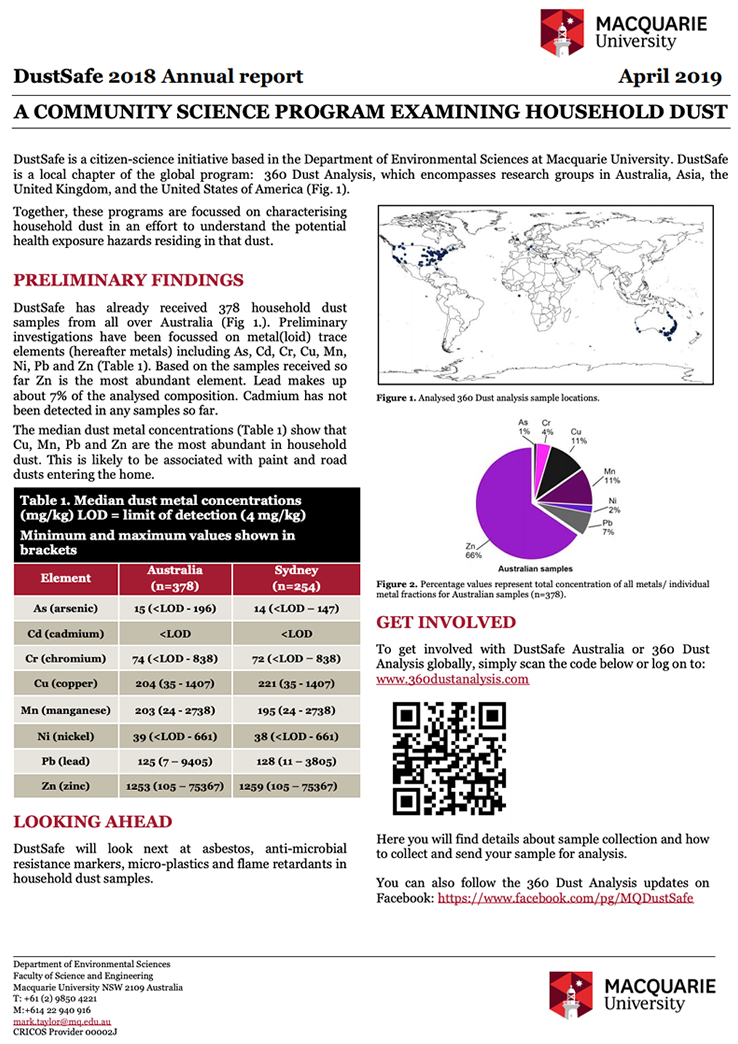 MACQUARIE
University
DustSafe 2018 Annual report April 2019
A COMMUNITY SCIENCE PROGRAM EXAMINING HOUSEHOLD DUST
DustSafe is a citizen-science initiative based in the Department of Environmental Sciences at Macquarie University. DustSafe
is a local chapter of the global program: 360 Dust Analysis, which encompasses research groups in Australia, Asia, the
United Kingdom, and the United States of America (Fig. 1).
Together, these programs are focussed on characterising
household dust in an effort to understand the potential
health exposure hazards residing in that dust.
PRELIMINARY FINDINGS
DustSafe has already received 378 household dust
samples from all over Australia (Fig 1.). Preliminary
investigations have been focussed on metal(loid) trace
elements (hereafter metals) including As, Cd, Cr, Cu, Mn,
Ni, Pb and Zn (Table 1). Based on the samples received so
far Zn is the most abundant element. Lead makes up
about 7% of the analysed composition. Cadmium has not
been detected in any samples so far.
The median dust metal concentrations (Table 1) show that
Cu, Mn, Pb and Zn are the most abundant in household
dust. This is likely to be associated with paint and road
dusts entering the home.
Table 1. Median dust metal concentrations
(mg/kg) LOD = limit of detection (4 mg/kg)
Minimum and maximum values shown in
brackets
Element Australia (n=378) Sydney (n=254)
As (arsenic) 15 (<LOD - 196) 14 (<LOD – 147)
Cd (cadmium) <LOD <LOD
Cr (chromium) 74 (<LOD - 838) 72 (<LOD – 838)
Cu (copper) 204 (35 - 1407) 221 (35 - 1407)
Mn (manganese) 203 (24 - 2738) 195 (24 - 2738)
Ni (nickel) 39 (<LOD - 661) 38 (<LOD - 661)
Pb (lead) 125 (7 – 9405) 128 (11 – 3805)
Zn (zinc) 1253 (105 – 75367) 1259 (105 – 75367)
LOOKING AHEAD
DustSafe will look next at asbestos, anti-microbial
resistance markers, micro-plastics and flame retardants in
household dust samples.
Figure 1. Analysed 360 Dust analysis sample locations.
As
1%
Cr
4%
Cu
11%
Mn
11%
Ni
2%
Pb
7%
Zn
66%
Australian samples
Figure 2. Percentage values represent total concentration of all metals/ individual
metal fractions for Australian samples (n=378).
GET INVOLVED
To get involved with DustSafe Australia or 360 Dust
Analysis globally, simply scan the code below or log on to:
www.360dustanalysis.com
Here you will find details about sample collection and how
to collect and send your sample for analysis.
You can also follow the 360 Dust Analysis updates on
Facebook: https://www.facebook.com/pg/MQDustSafe
Department of Environmental Sciences
Faculty of Science and Engineering
Macquarie University NSW 2109 Australia
T: +61 (2) 9850 4221
M:+614 22 940 916
mark.taylor@mq.edu.au
CRICOS Provider 00002J
MACQUARIE
University